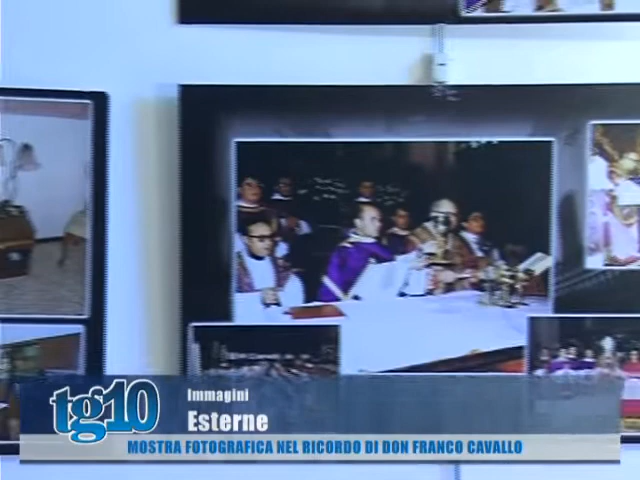 Immagini
tg10
Esterne
MOSTRA FOTOGRAFICA NEL RICORDO DI DON FRANCO CAVALLO